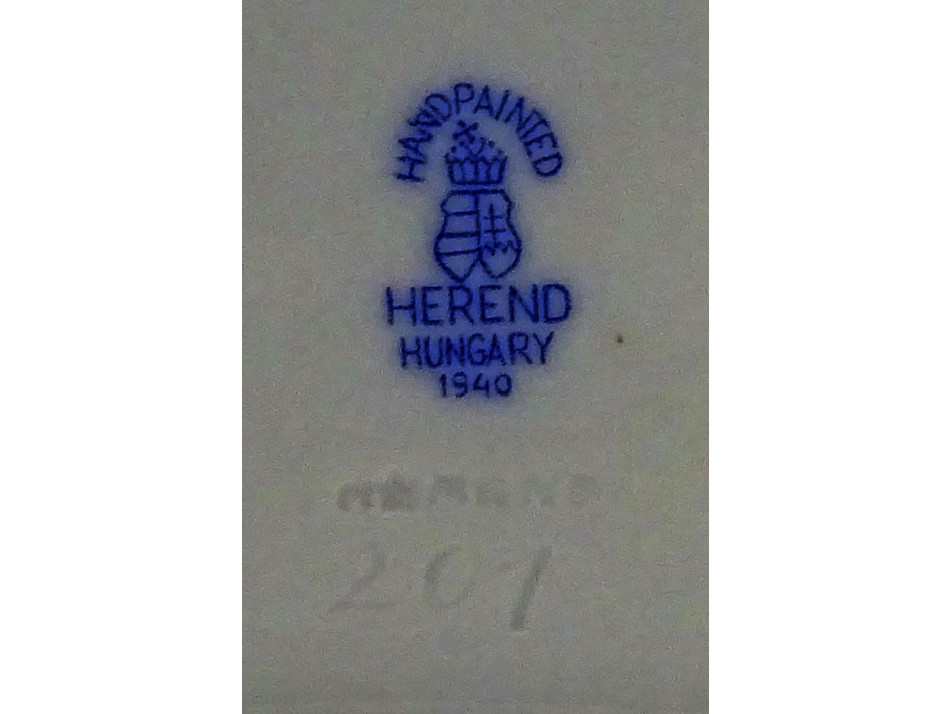 HANDPAINTED
HEREND
HUNGARY
1940
201